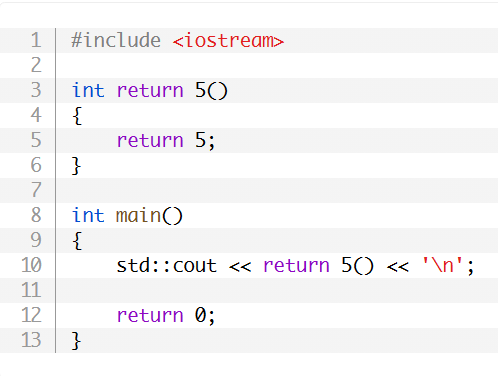 1 #include <iostream>
2
3 int return 5()
4 {
5     return 5;
6 }
7
8 int main()
9 {
10     std::cout << return 5() << '\n';
11
12     return 0;
13 }